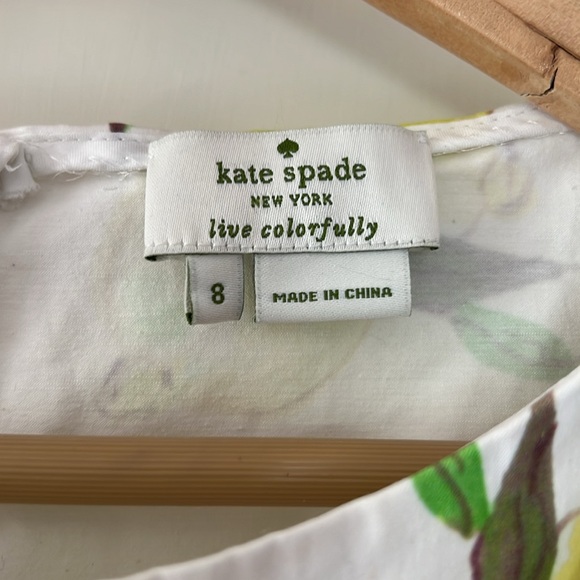 kate spade
NEW YORK
live colorfully
8
MADE IN CHINA